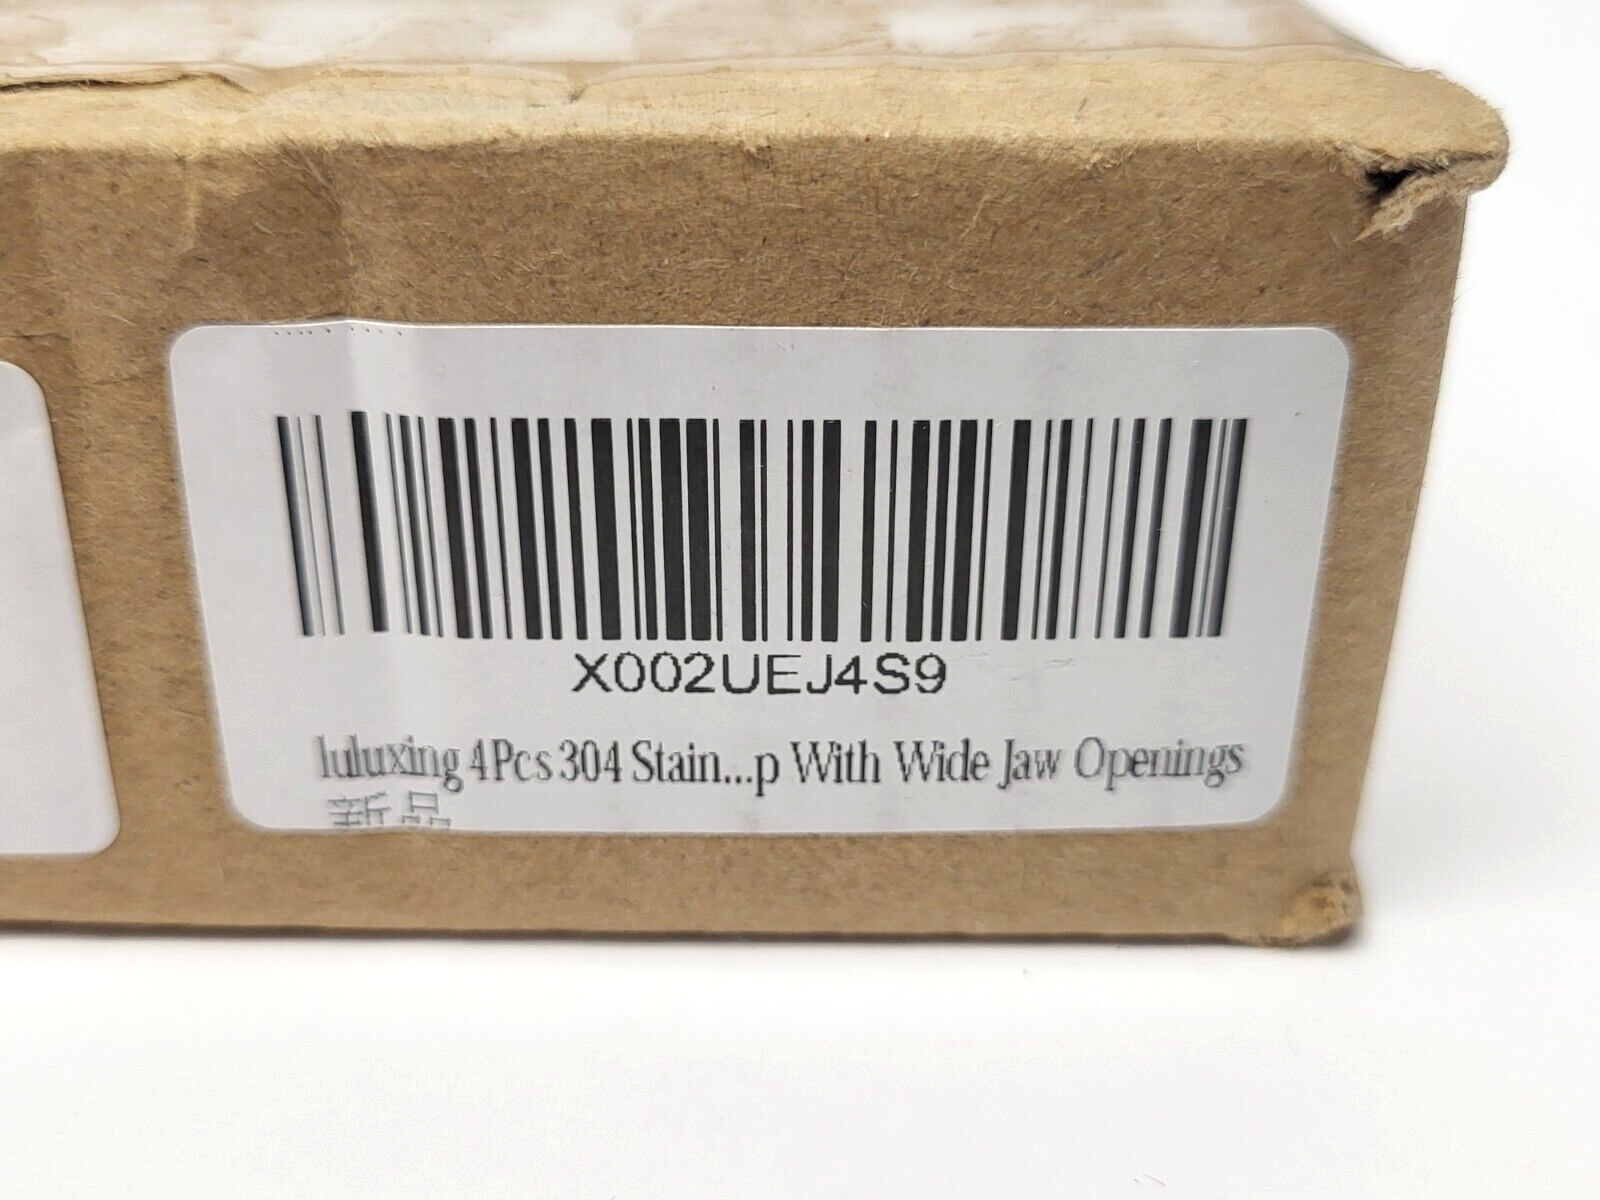 X002UEJ4S9
luluxing 4Pcs 304 Stain...p With Wide Jaw Openings
新品